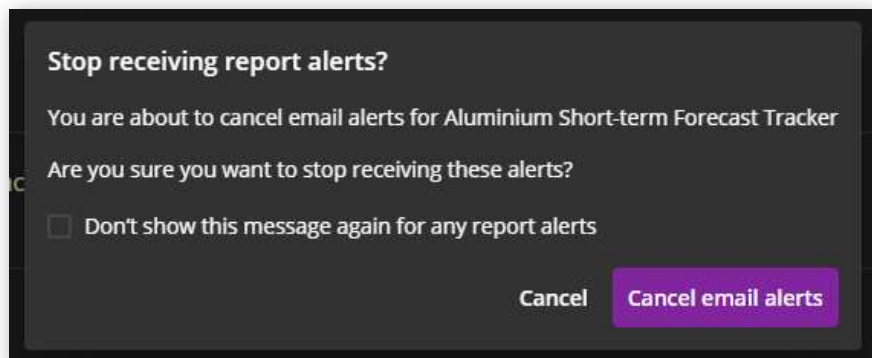 Stop receiving report alerts?
You are about to cancel email alerts for Aluminium Short-term Forecast Tracker
Are you sure you want to stop receiving these alerts?
Don't show this message again for any report alerts
Cancel
Cancel email alerts